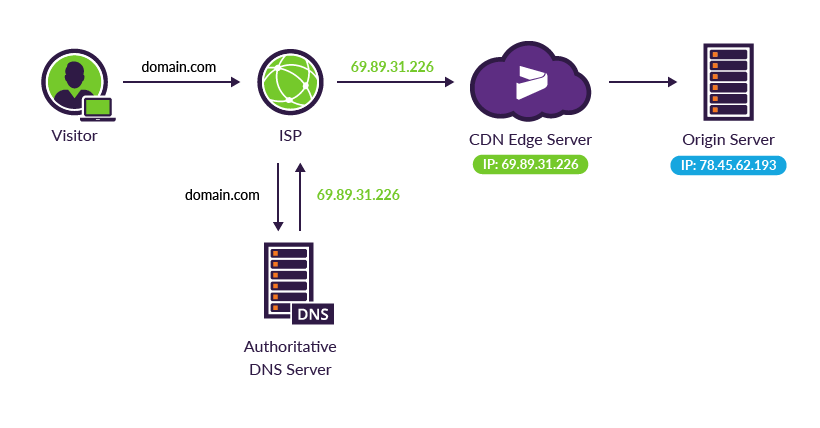 domain.com
69.89.31.226
Visitor
ISP
CDN Edge Server
Origin Server
IP: 69.89.31.226
IP: 78.45.62.193
domain.com
69.89.31.226
DNS
Authoritative
DNS Server